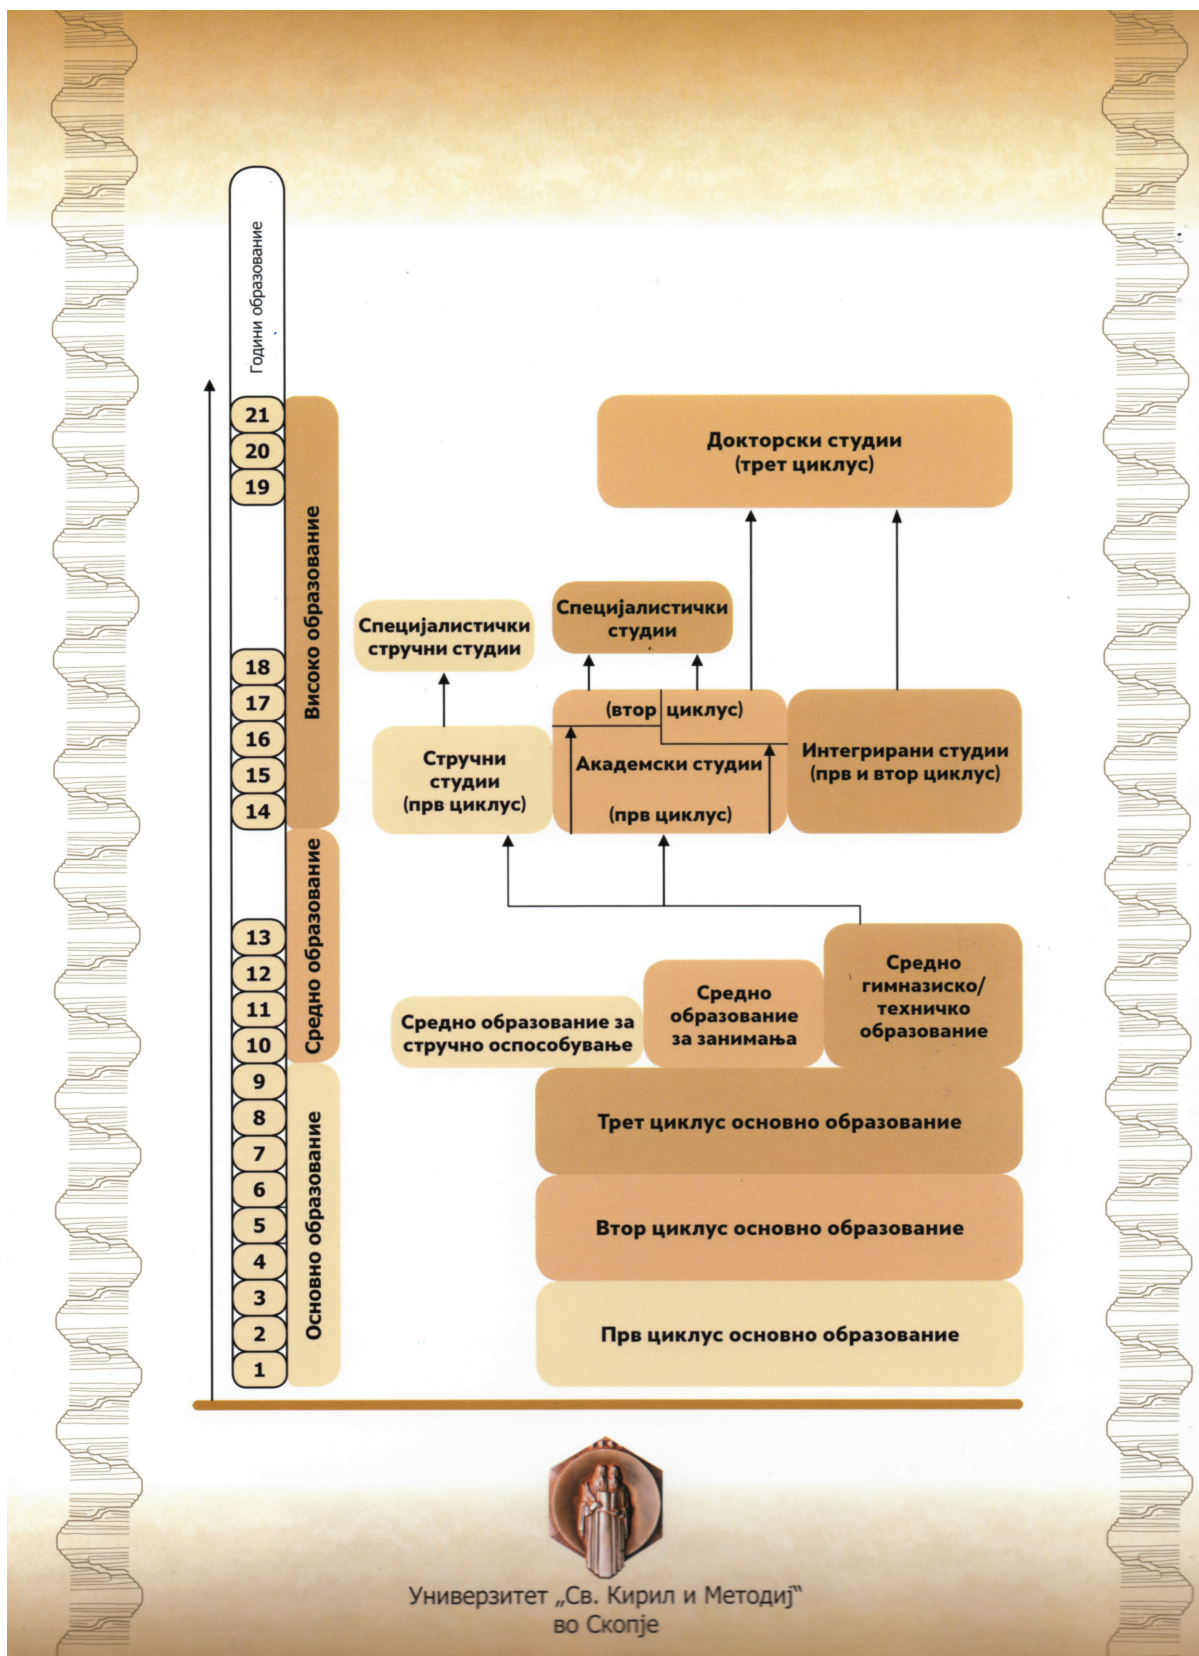 Години образование
21
20
19
18
17
16
15
14
13
12
11
10
9
8
7
6
5
4
3
2
1
Високо образование
Средно образование
Основно образование
Докторски студии
(трет циклус)
Специјалистички
студии
Специјалистички
стручни студии
(втор циклус)
Академски студии
(прв циклус)
Стручни
студии
(прв циклус)
Интегрирани студии
(прв и втор циклус)
Средно
гимназиско/
техничко
образование
Средно
образование
за занимања
Средно образование за
стручно оспособување
Трет циклус основно образование
Втор циклус основно образование
Прв циклус основно образование
Универзитет „Св. Кирил и Методиј“
во Скопје